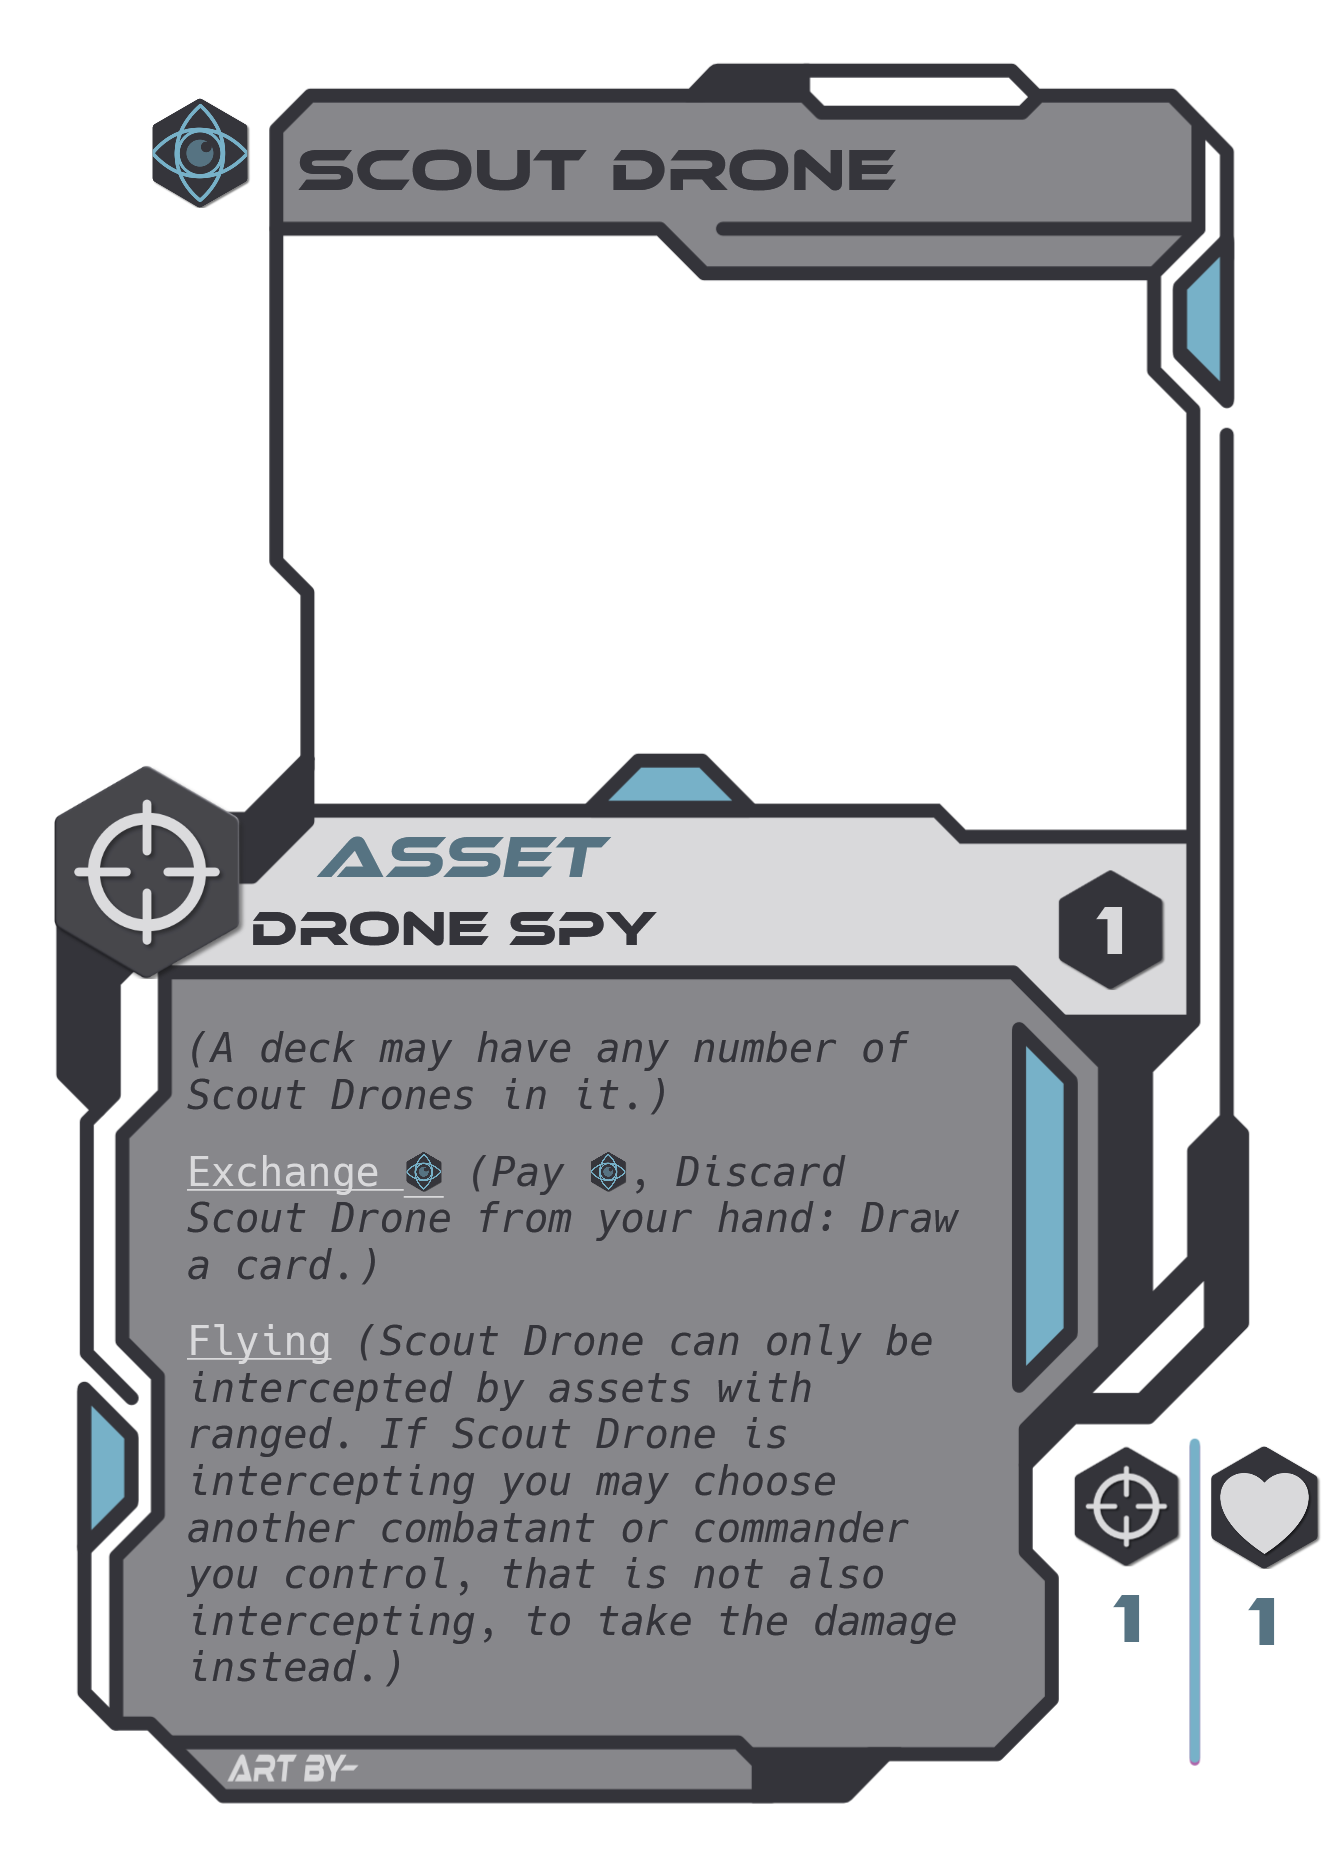 SCOUT DRONE
ASSET
DRONE SPY
1
(A deck may have any number of
Scout Drones in it.)
Exchange (Pay , Discard
Scout Drone from your hand: Draw
a card.)
Flying (Scout Drone can only be
intercepted by assets with
ranged. If Scout Drone is
intercepting you may choose
another combatant or commander
you control, that is not also
intercepting, to take the damage
instead.)
1 1
ART BY-